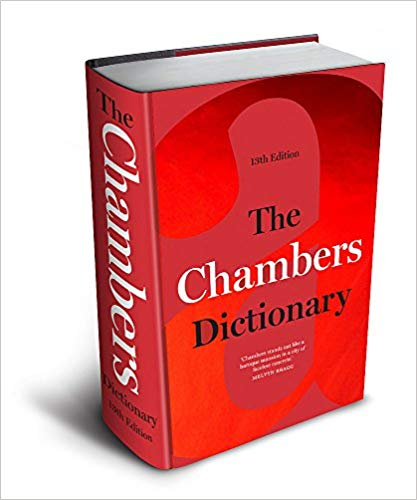 The
Chambers
Dictionary
13th Edition
13th Edition
The
Chambers
Dictionary
'Chambers stands out like a
baroque mansion in a city of
faceless concrete.'
MELVYN BRAGG